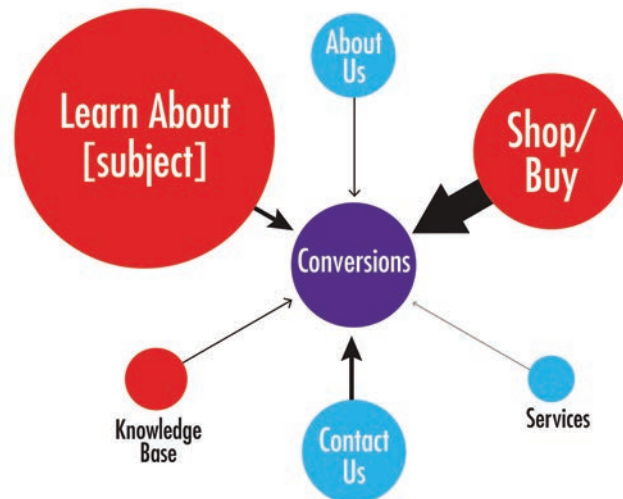 About
Us
Learn About
[subject]
Shop/
Buy
Conversions
Knowledge
Base
Contact
Us
Services